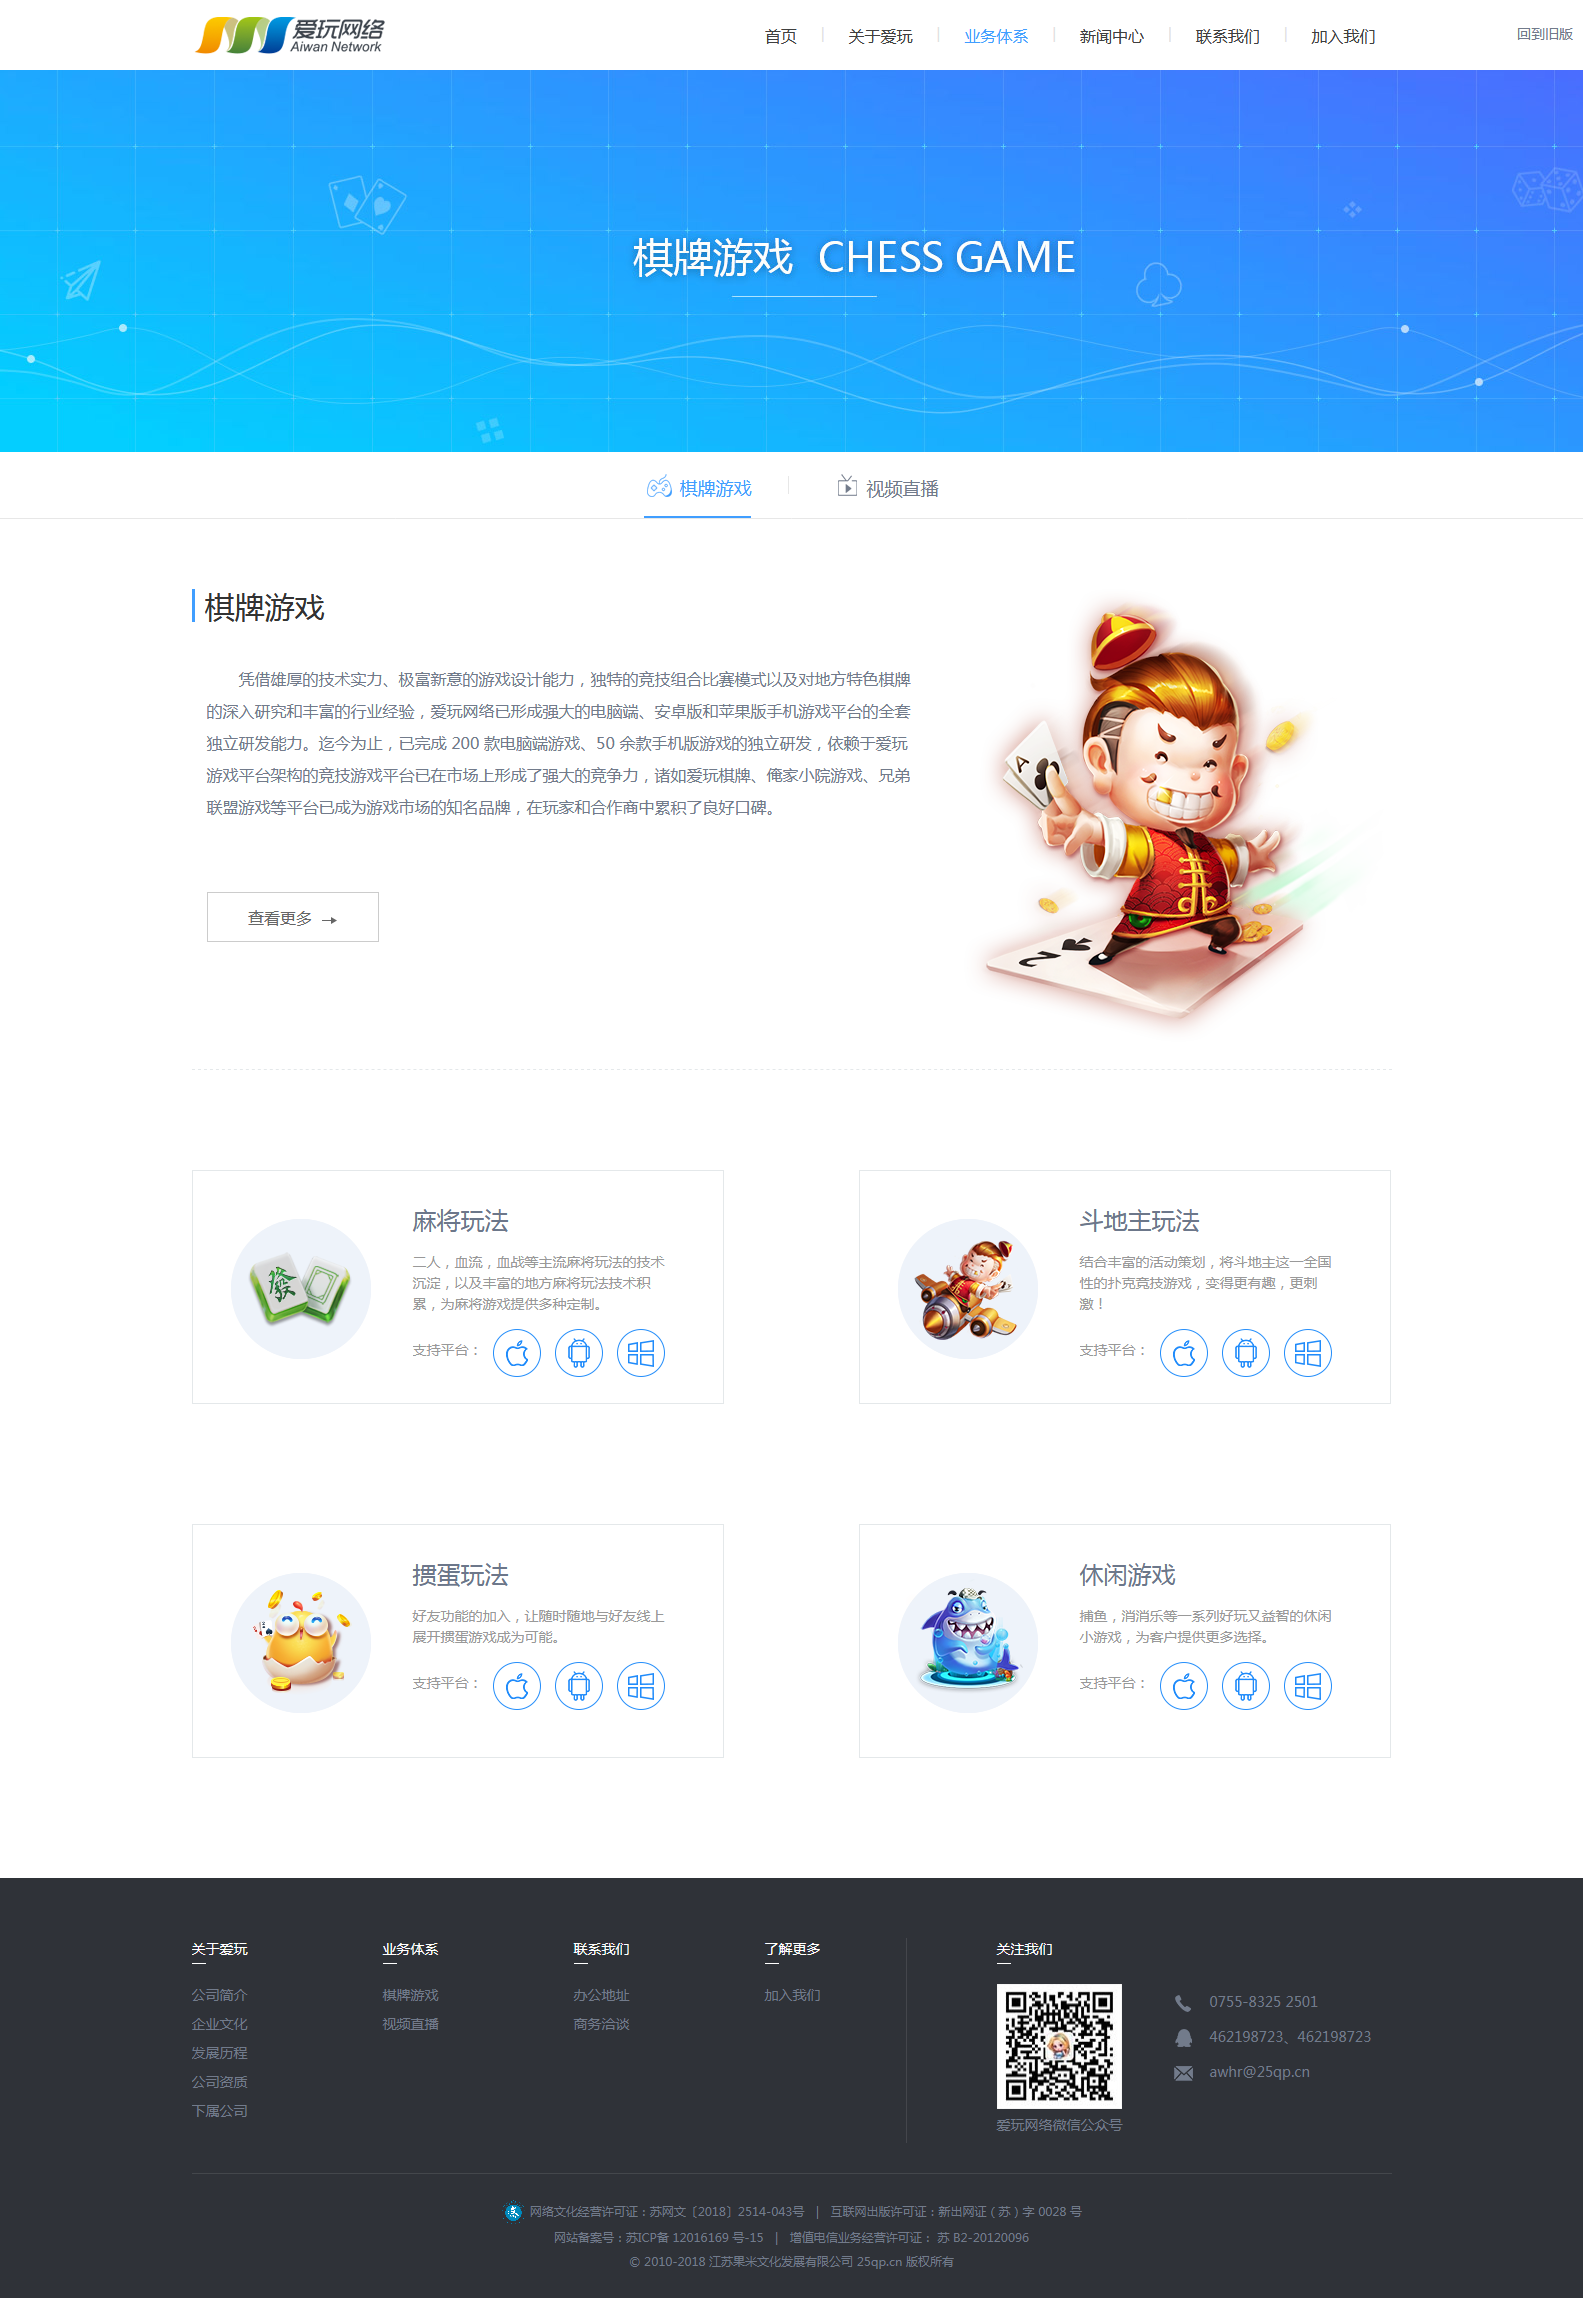 爱玩网络
Aiwan Network
首页
关于爱玩
业务体系
新闻中心
联系我们
加入我们
回到旧版
棋牌游戏 CHESS GAME
棋牌游戏
视频直播
棋牌游戏
凭借雄厚的技术实力、极富新意的游戏设计能力，独特的竞技组合比赛模式以及对地方特色棋牌
的深入研究和丰富的行业经验，爱玩网络已形成强大的电脑端、安卓版和苹果版手机游戏平台的全套
独立研发能力。迄今为止，已完成 200 款电脑端游戏、50 余款手机版游戏的独立研发，依赖于爱玩
游戏平台架构的竞技游戏平台已在市场上形成了强大的竞争力，诸如爱玩棋牌、俺家小院游戏、兄弟
联盟游戏等平台已成为游戏市场的知名品牌，在玩家和合作商中累积了良好口碑。
查看更多
A
2
麻将玩法
二人，血流，血战等主流麻将玩法的技术
沉淀，以及丰富的地方麻将玩法技术积
累，为麻将游戏提供多种定制。
支持平台：
發
斗地主玩法
结合丰富的活动策划，将斗地主这一全国
性的扑克竞技游戏，变得更有趣，更刺
激！
支持平台：
掼蛋玩法
好友功能的加入，让随时随地与好友线上
展开掼蛋游戏成为可能。
支持平台：
休闲游戏
捕鱼，消消乐等一系列好玩又益智的休闲
小游戏，为客户提供更多选择。
支持平台：
关于爱玩
公司简介
企业文化
发展历程
公司资质
下属公司
业务体系
棋牌游戏
视频直播
联系我们
办公地址
商务洽谈
了解更多
加入我们
关注我们
爱玩网络微信公众号
0755-8325 2501
462198723、462198723
awhr@25qp.cn
网络文化经营许可证：苏网文〔2018〕2514-043号 | 互联网出版许可证：新出网证（苏）字 0028 号
网站备案号：苏ICP备 12016169 号-15 | 增值电信业务经营许可证： 苏 B2-20120096
© 2010-2018 江苏果米文化发展有限公司 25qp.cn 版权所有